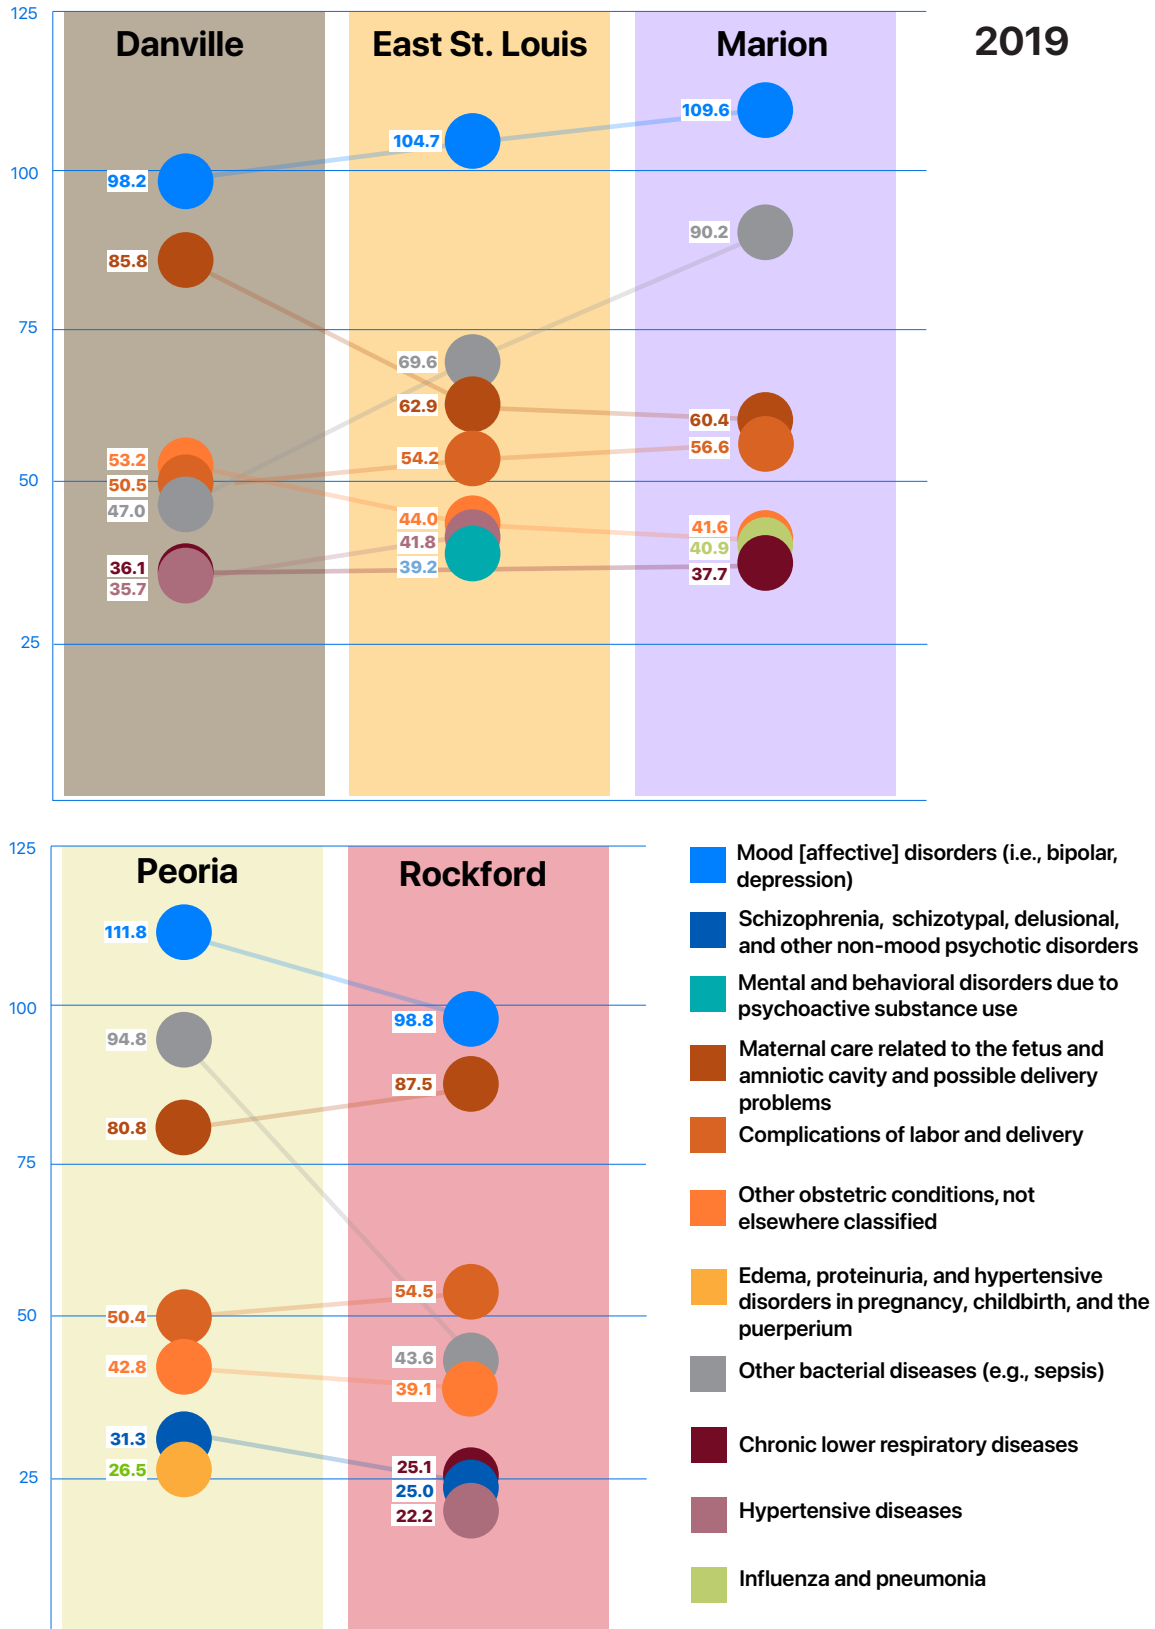 125
Danville
East St. Louis
Marion
2019
109.6
104.7
100
98.2
90.2
85.8
75
69.6
62.9
60.4
56.6
54.2
53.2
50
50.5
47.0
44.0
41.6
41.8
40.9
39.2
37.7
36.1
35.7
25
125
Peoria
Rockford
111.8
100
98.8
94.8
87.5
80.8
75
54.5
50
50.4
43.6
42.8
39.1
31.3
26.5
25
25.1
25.0
22.2
Mood [affective] disorders (i.e., bipolar,
depression)
Schizophrenia, schizotypal, delusional,
and other non-mood psychotic disorders
Mental and behavioral disorders due to
psychoactive substance use
Maternal care related to the fetus and
amniotic cavity and possible delivery
problems
Complications of labor and delivery
Other obstetric conditions, not
elsewhere classified
Edema, proteinuria, and hypertensive
disorders in pregnancy, childbirth, and the
puerperium
Other bacterial diseases (e.g., sepsis)
Chronic lower respiratory diseases
Hypertensive diseases
Influenza and pneumonia